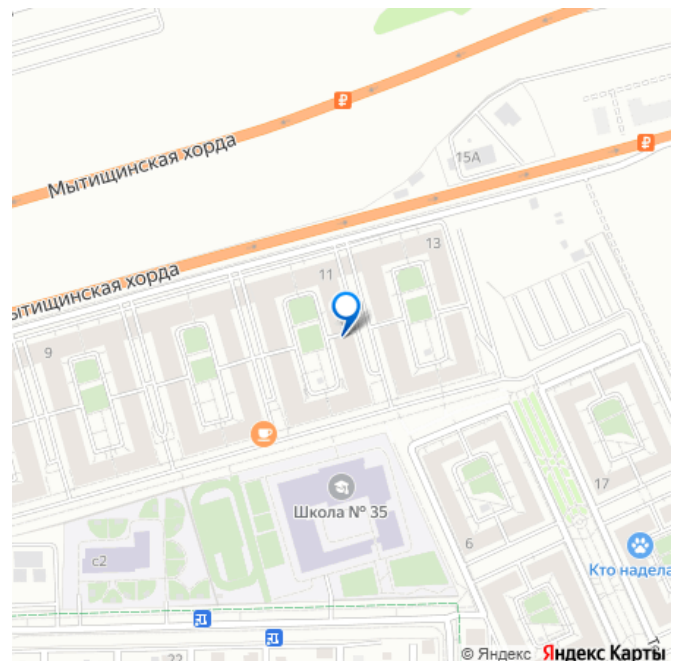 Мытищинская хорда
15А
13
11
ытищинская хорда
9
Школа № 35
17
6
с2
Кто надела
22
© Яндекс Яндекс Карты